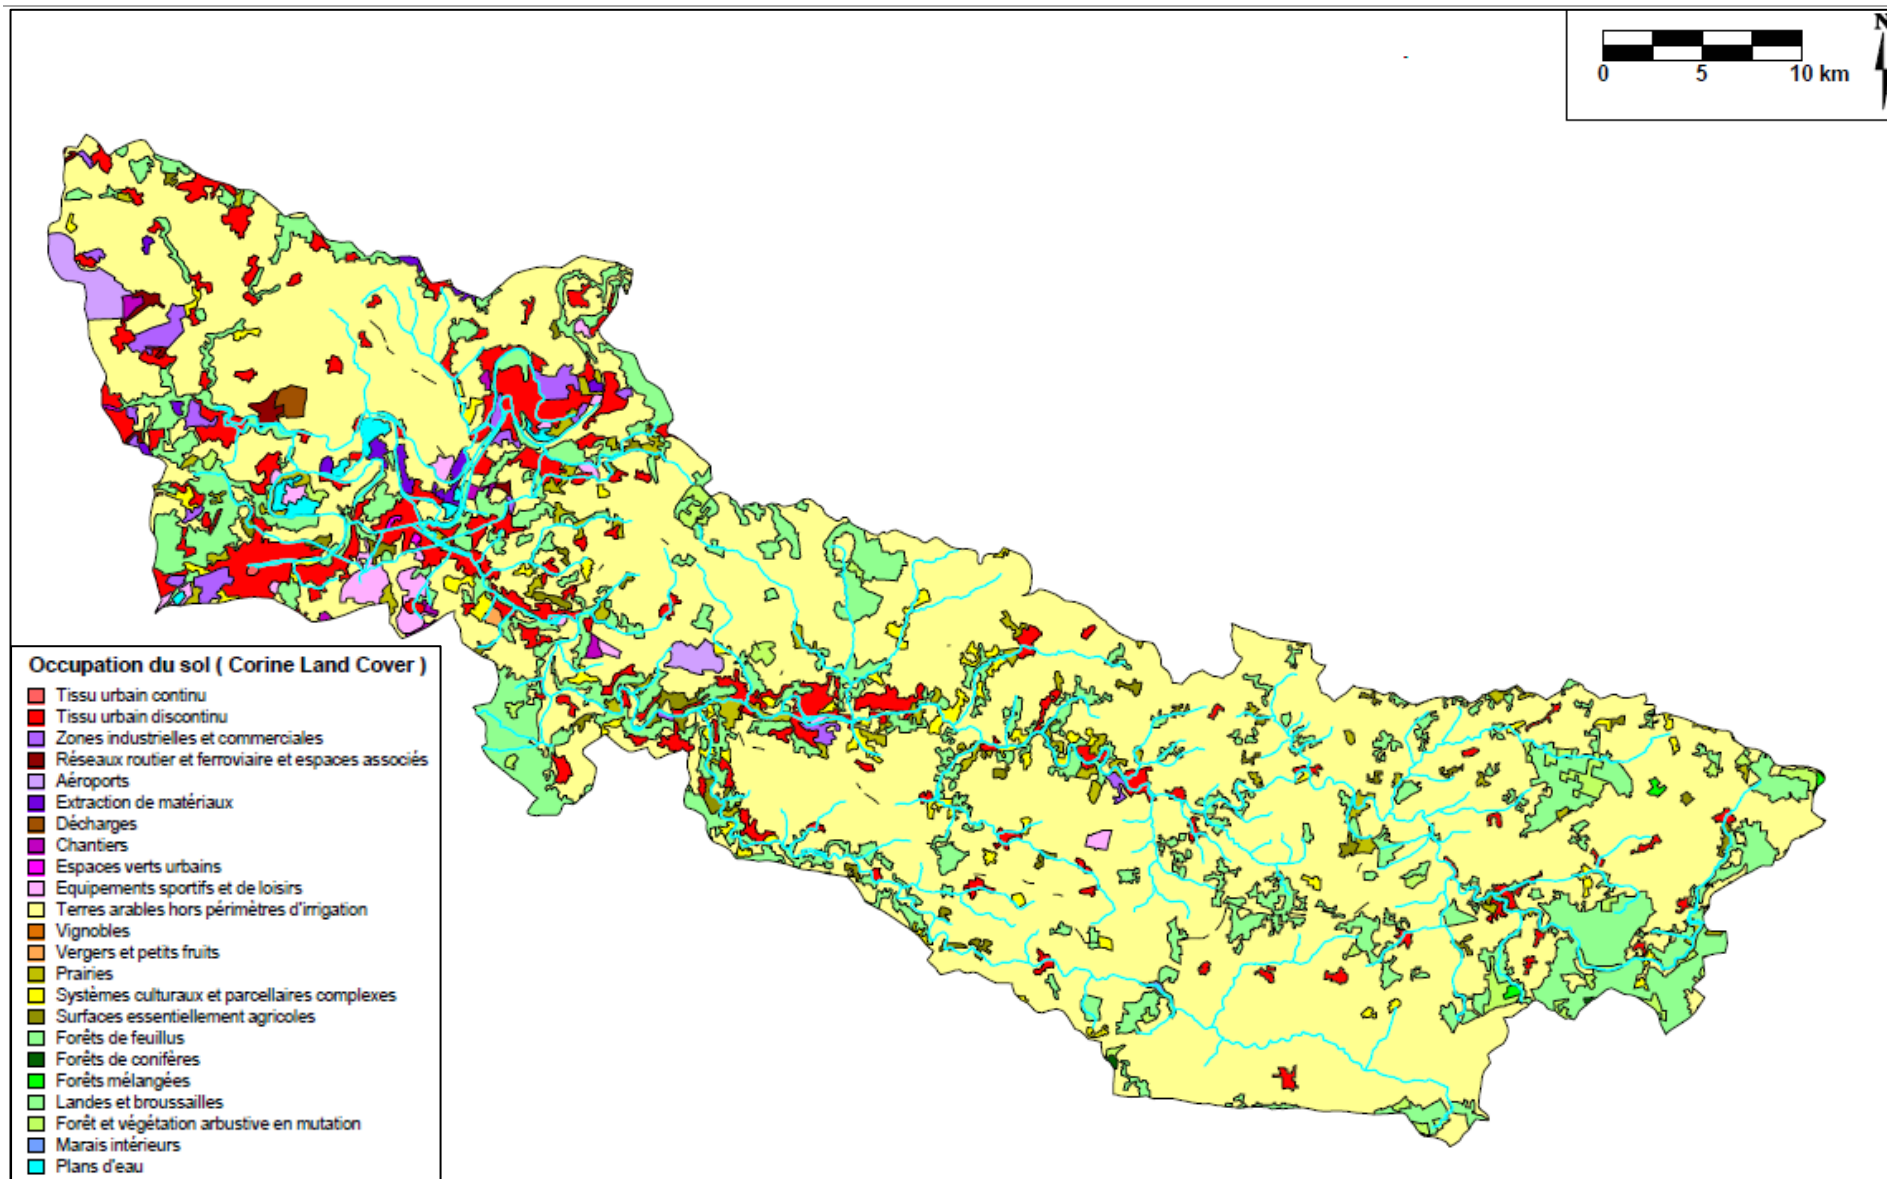 N
0 5 10 km
Occupation du sol ( Corine Land Cover )
Tissu urbain continu
Tissu urbain discontinu
Zones industrielles et commerciales
Réseaux routier et ferroviaire et espaces associés
Aéroports
Extraction de matériaux
Décharges
Chantiers
Espaces verts urbains
Equipements sportifs et de loisirs
Terres arables hors périmètres d'irrigation
Vignobles
Vergers et petits fruits
Prairies
Systèmes culturaux et parcellaires complexes
Surfaces essentiellement agricoles
Forêts de feuillus
Forêts de conifères
Forêts mélangées
Landes et broussailles
Forêt et végétation arbustive en mutation
Marais intérieurs
Plans d'eau